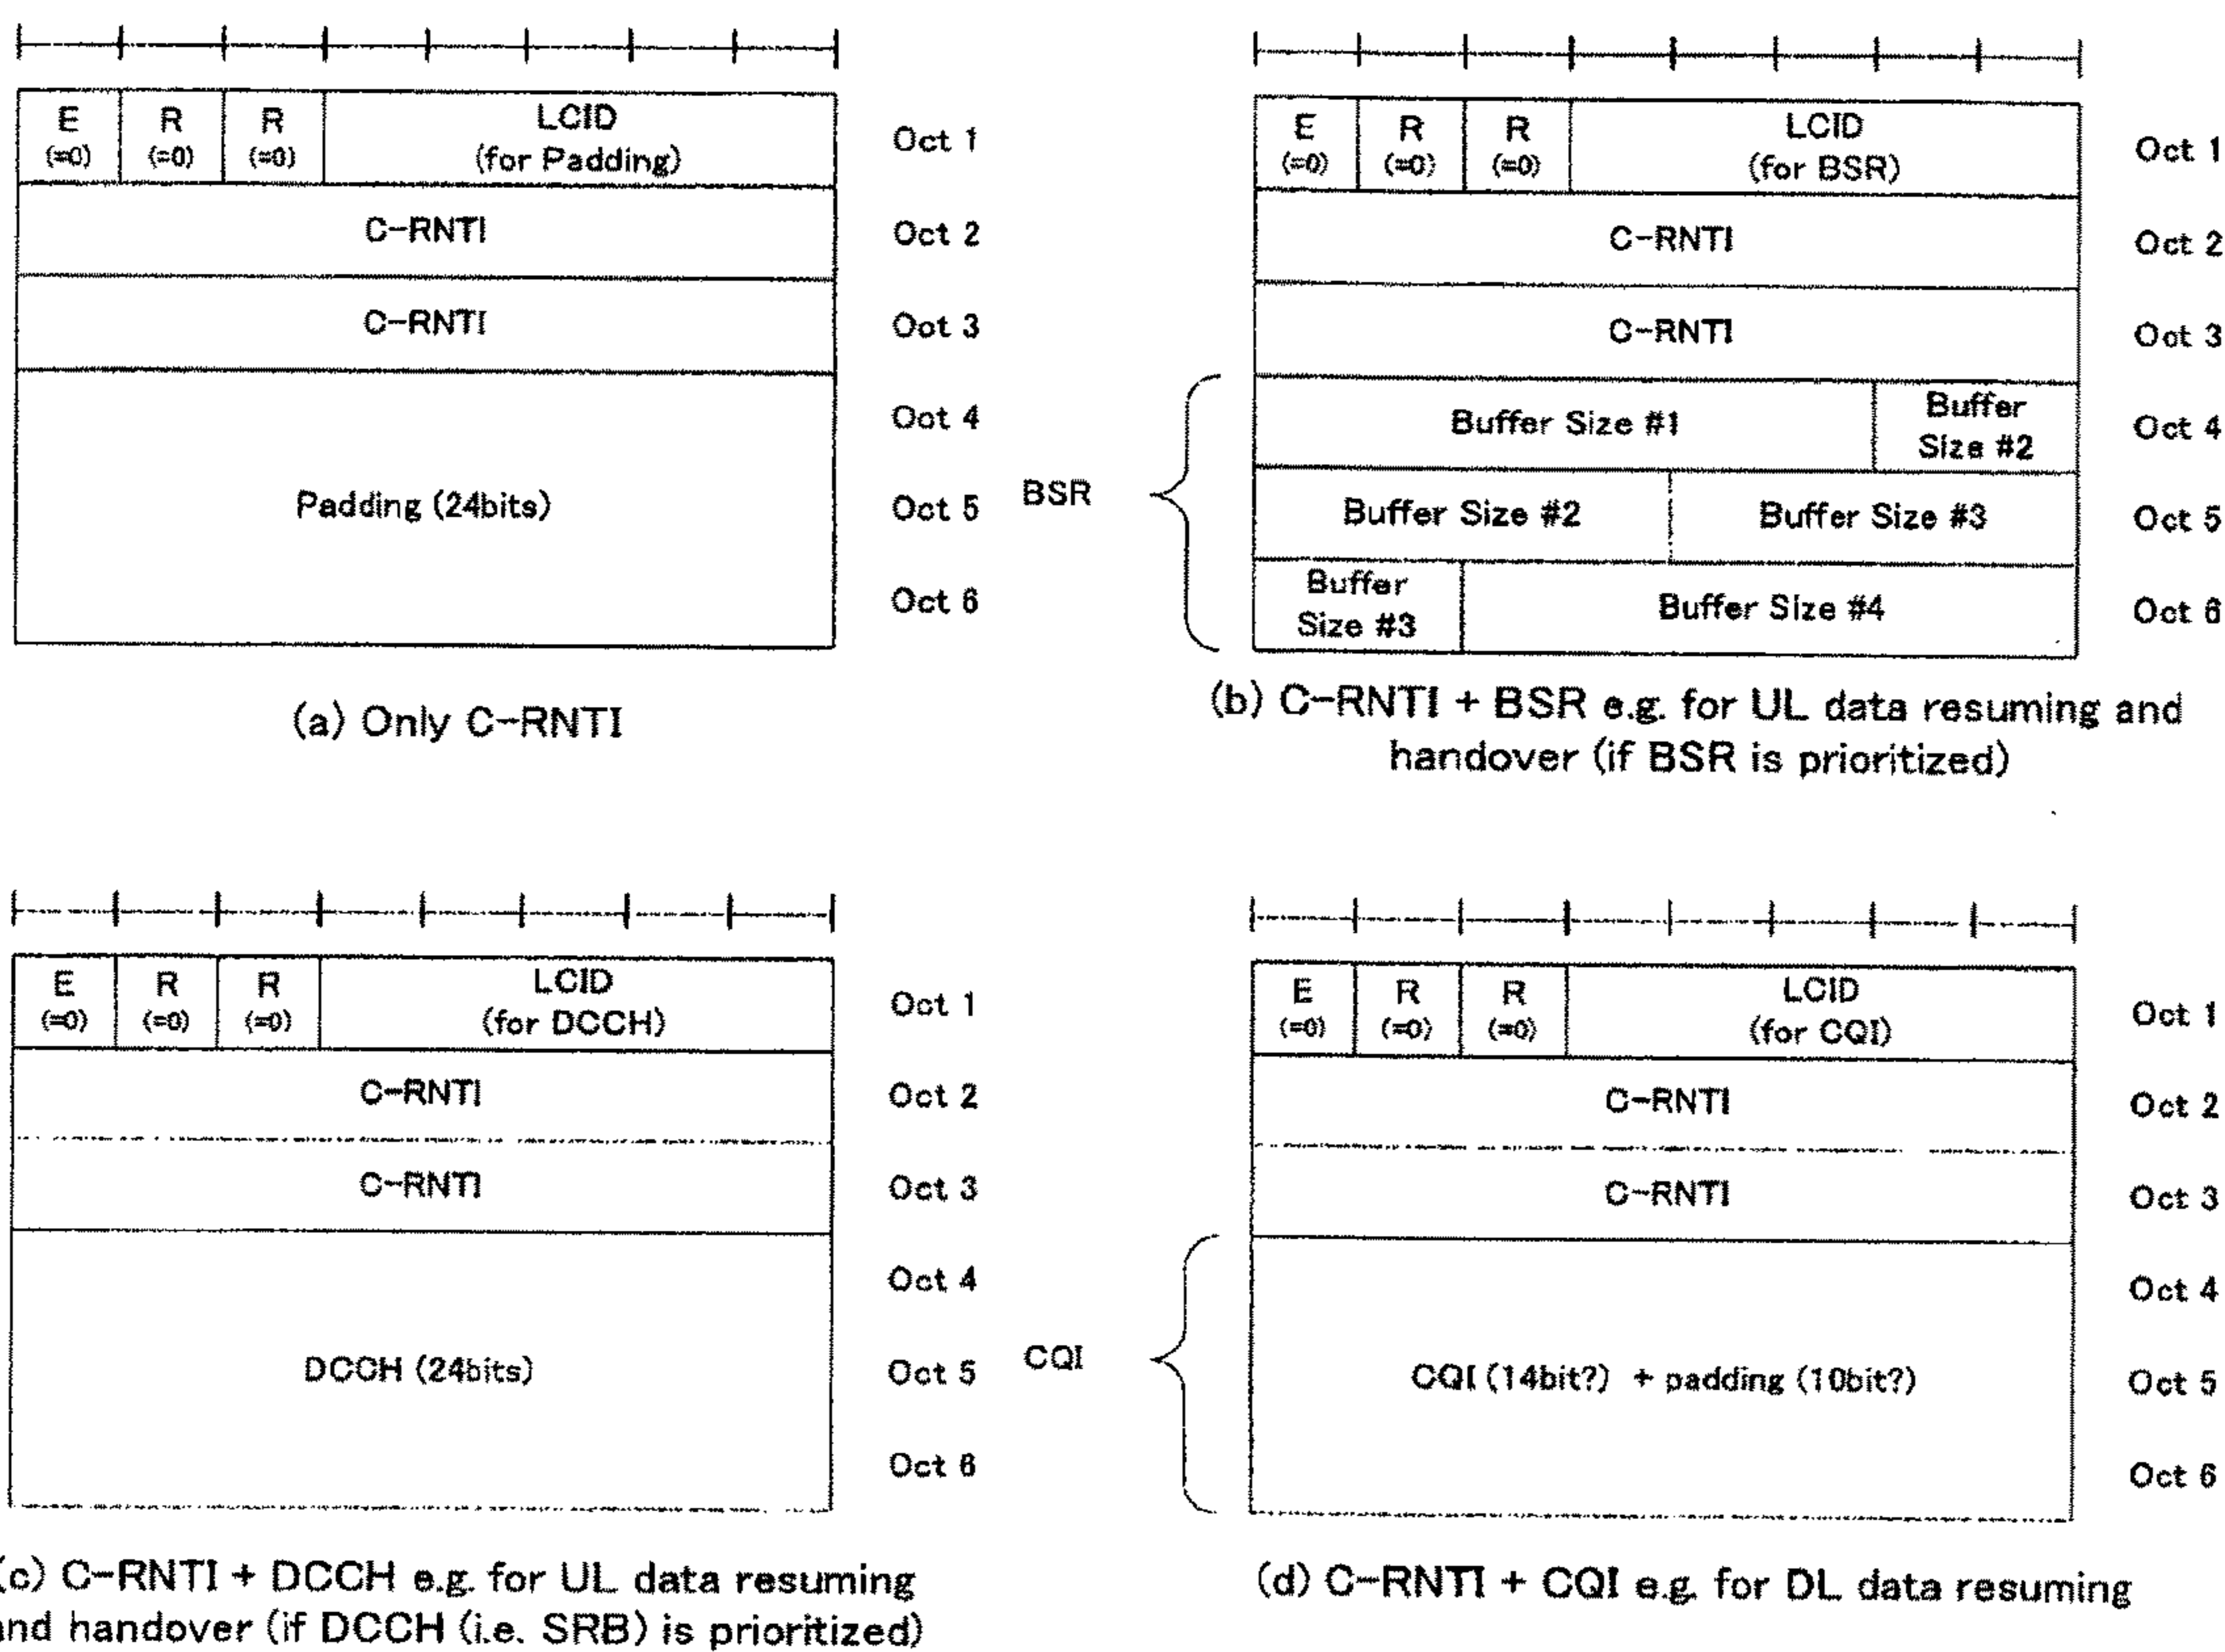 E R R LCID
(=0) (=0) (=0) (for Padding) Oct 1
C-RNTI Oct 2
C-RNTI Oct 3
Oct 4
Padding (24bits) Oct 5
Oct 6
(a) Only C-RNTI
E R R LCID
(=0) (=0) (=0) (for BSR) Oct 1
C-RNTI Oct 2
C-RNTI Oct 3
Buffer Size #1 Buffer
Size #2 Oct 4
BSR Buffer Size #2 Buffer Size #3 Oct 5
Buffer
Size #3 Buffer Size #4 Oct 6
(b) C-RNTI + BSR e.g. for UL data resuming and
handover (if BSR is prioritized)
E R R LCID
(=0) (=0) (=0) (for DCCH) Oct 1
C-RNTI Oct 2
C-RNTI Oct 3
Oct 4
DCCH (24bits) Oct 5
Oct 6
(c) C-RNTI + DCCH e.g. for UL data resuming
and handover (if DCCH (i.e. SRB) is prioritized)
E R R LCID
(=0) (=0) (=0) (for CQI) Oct 1
C-RNTI Oct 2
C-RNTI Oct 3
Oct 4
CQI CQI (14bit?) + padding (10bit?) Oct 5
Oct 6
(d) C-RNTI + CQI e.g. for DL data resuming